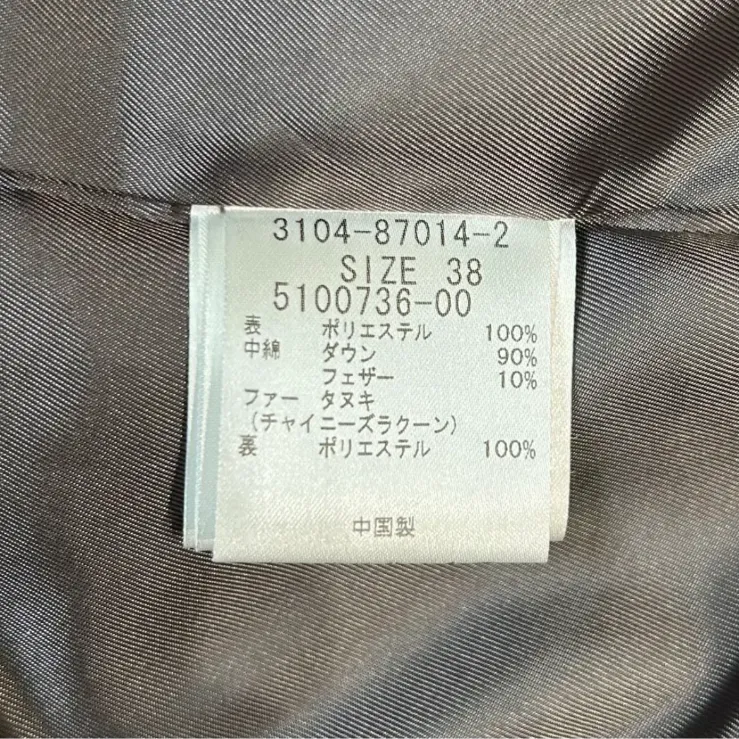 3104-87014-2
SIZE 38
5100736-00
表 ポリエステル 100%
中綿 ダウン 90%
フェザー 10%
ファー タヌキ
(チャイニーズラクーン)
裏 ポリエステル 100%
中国製